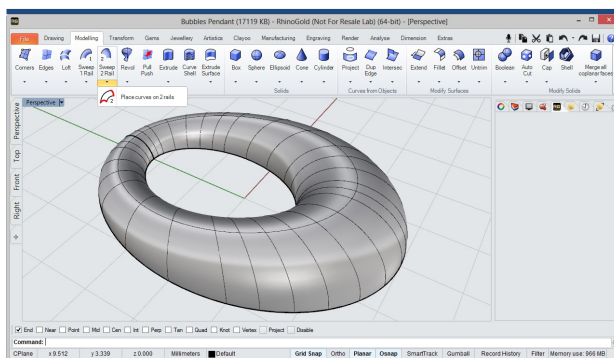 Bubbles Pendant (17119 KB) - RhinoGold (Not For Resale Lab) (64-bit) - [Perspective]
File Drawing Modelling Transform Gems Jewellery Artistics Clayoo Manufacturing Engraving Render Analyse Dimension Extras
Corners Edges Loft Sweep 1 Rail Sweep 2 Rail Revol Pull Push Extrude Curve Shell Extrude Surface Box Sphere Ellipsoid Cone Cylinder Project Dup Edge Intersec Extend Fillet Offset Untrim Boolean Auto Cut Cap Shell Merge all coplanar faces
Solids Curves from Objects Modify Surfaces Modify Solids
2 Place curves on 2 rails
Perspective
Perspective
Top
Front
Right
End Near Point Mid Cen Int Perp Tan Quad Knot Vertex Project Disable
Command:
CPlane x 9.512 y 3.339 z 0.000 Millimeters Default Grid Snap Ortho Planar Osnap SmartTrack Gumball Record History Filter Memory use: 966 MB